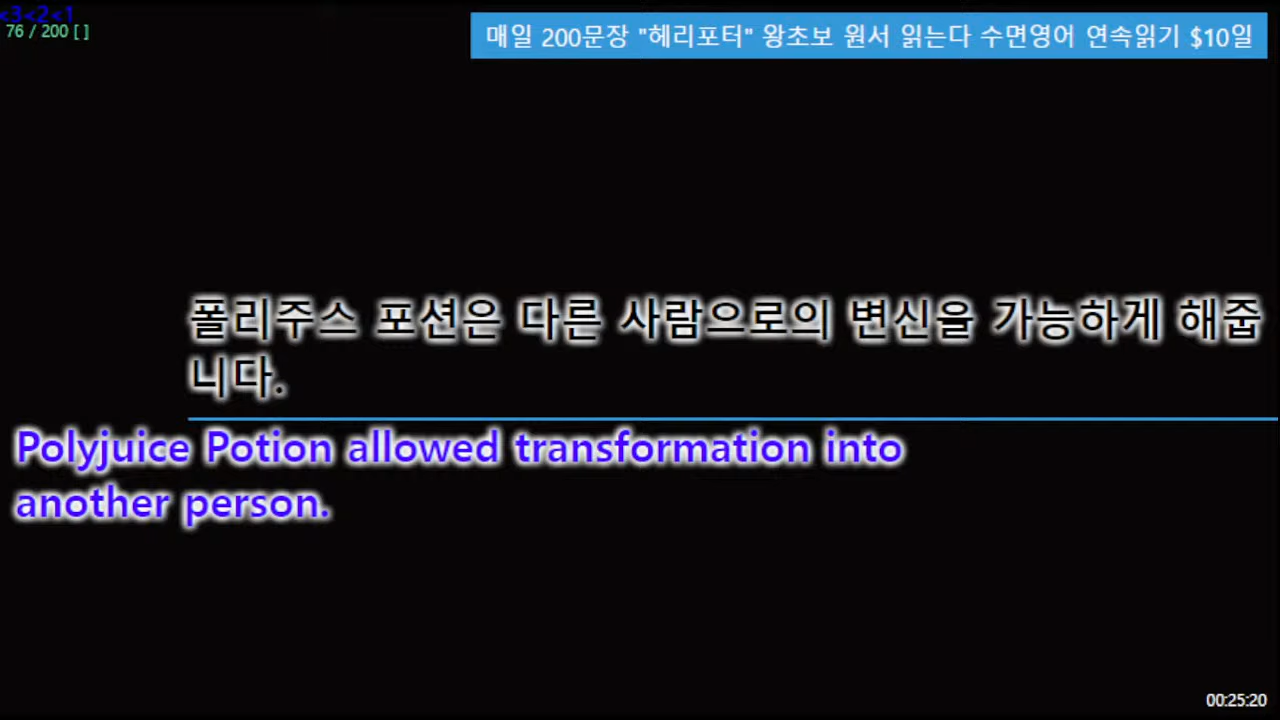 <3<2<1
76 / 200 [ ]
매일 200문장 "헤리포터" 왕초보 원서 읽는다 수면영어 연속읽기 $10일
폴리주스 포션은 다른 사람으로의 변신을 가능하게 해줍
니다.
Polyjuice Potion allowed transformation into
another person.
00:25:20